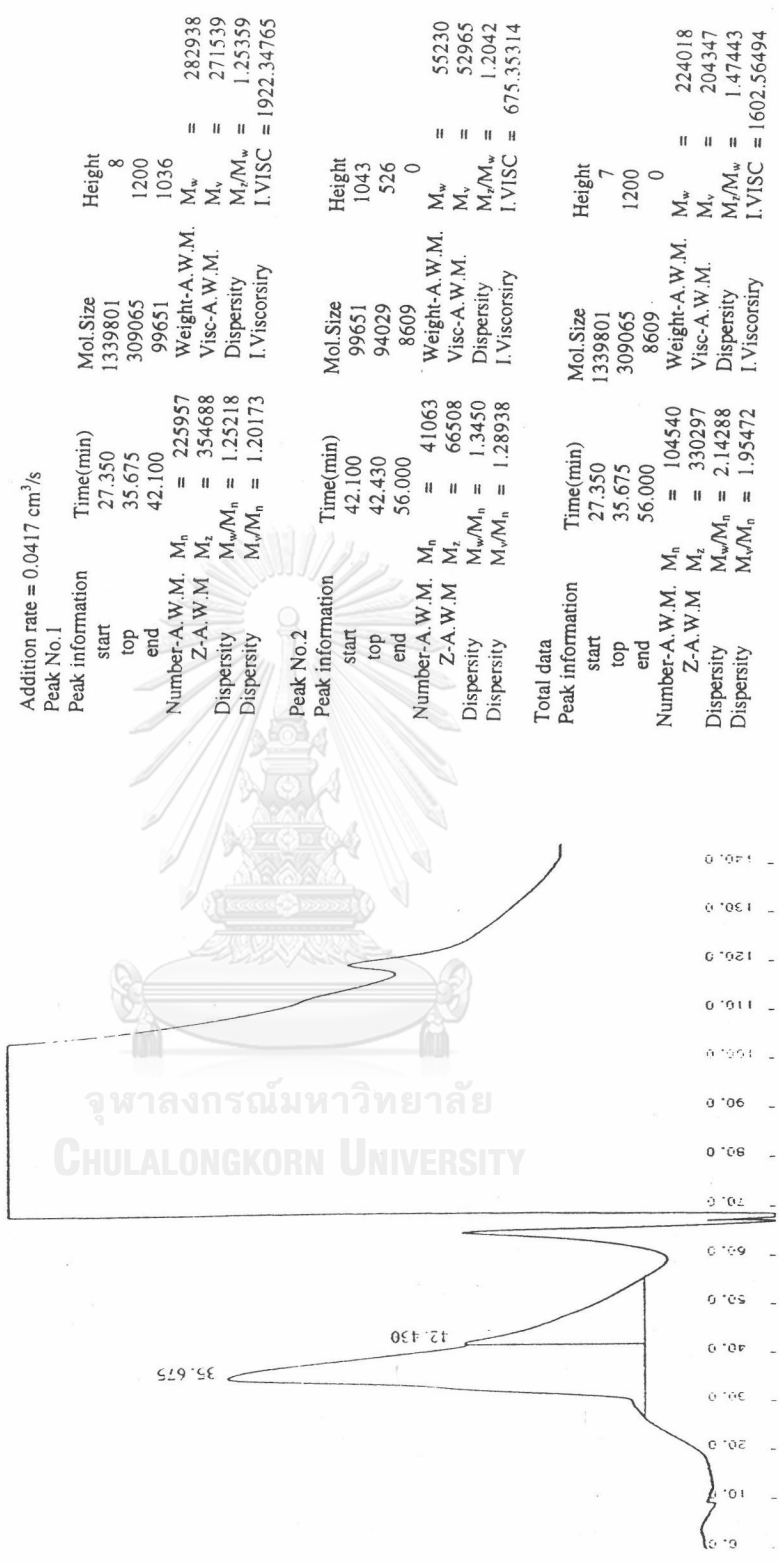 Addition rate = 0.0417 cm³/s
Peak No.1
Peak information Time(min) Mol.Size Height
start 27.350 1339801 8
top 35.675 309065 1200
end 42.100 99651 1036
Number-A.W.M. Mn = 225957 Weight-A.W.M. Mw = 282938
Z-A.W.M Mz = 354688 Visc-A.W.M. Mv = 271539
Dispersity Mw/Mn = 1.25218 Dispersity Mz/Mw = 1.25359
Dispersity Mv/Mn = 1.20173 I.Viscorsiry I.VISC = 1922.34765
Peak No.2
Peak information Time(min) Mol.Size Height
start 42.100 99651 1043
top 42.430 94029 526
end 56.000 8609 0
Number-A.W.M. Mn = 41063 Weight-A.W.M. Mw = 55230
Z-A.W.M Mz = 66508 Visc-A.W.M. Mv = 52965
Dispersity Mw/Mn = 1.3450 Dispersity Mz/Mw = 1.2042
Dispersity Mv/Mn = 1.28938 I.Viscorsiry I.VISC = 675.35314
Total data
Peak information Time(min) Mol.Size Height
start 27.350 1339801 7
top 35.675 309065 1200
end 56.000 8609 0
Number-A.W.M. Mn = 104540 Weight-A.W.M. Mw = 224018
Z-A.W.M Mz = 330297 Visc-A.W.M. Mv = 204347
Dispersity Mw/Mn = 2.14288 Dispersity Mz/Mw = 1.47443
Dispersity Mv/Mn = 1.95472 I.Viscorsiry I.VISC = 1602.56494
35.675
42.430
6.0
10.0
20.0
30.0
40.0
50.0
60.0
70.0
80.0
90.0
100.0
110.0
120.0
130.0
140.0
จุฬาลงกรณ์มหาวิทยาลัย
CHULALONGKORN UNIVERSITY